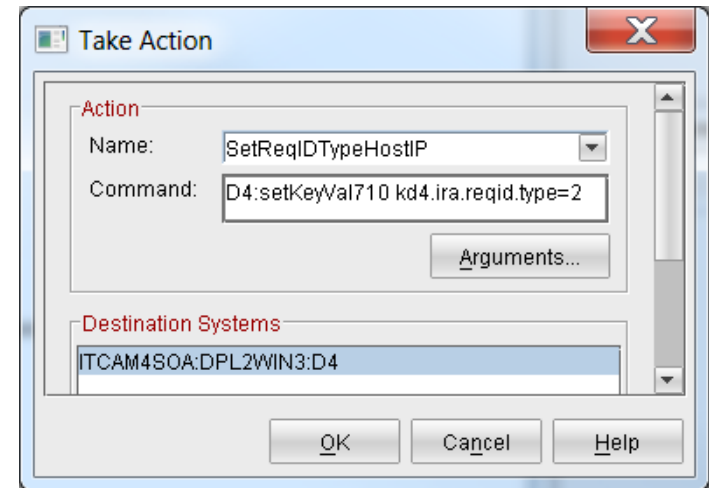 Take Action
Action
Name: SetReqIDTypeHostIP
Command: D4:setKeyVal710 kd4.ira.reqid.type=2
Arguments...
Destination Systems
ITCAM4SOA:DPL2WIN3:D4
OK Cancel Help